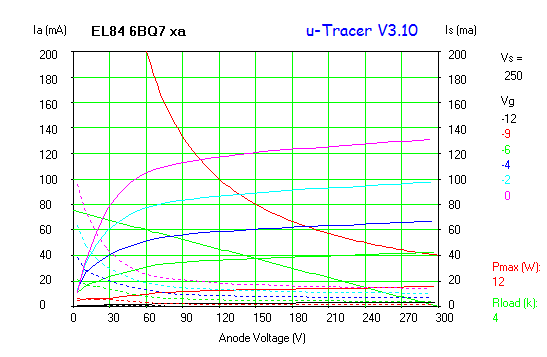 Ia (mA) EL84 6BQ7 xa u-Tracer V3.10 Is (ma)
200 200
180 180
160 160
140 140
120 120
100 100
80 80
60 60
40 40
20 20
0 0
0 30 60 90 120 150 180 210 240 270 300
Anode Voltage (V)
Vs =
250
Vg
-12
-9
-6
-4
-2
0
Pmax (W):
12
Rload (k):
4